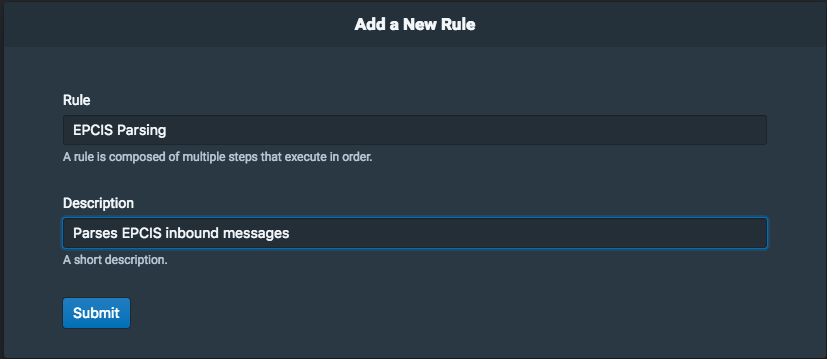 Add a New Rule
Rule
EPCIS Parsing
A rule is composed of multiple steps that execute in order.
Description
Parses EPCIS inbound messages
A short description.
Submit